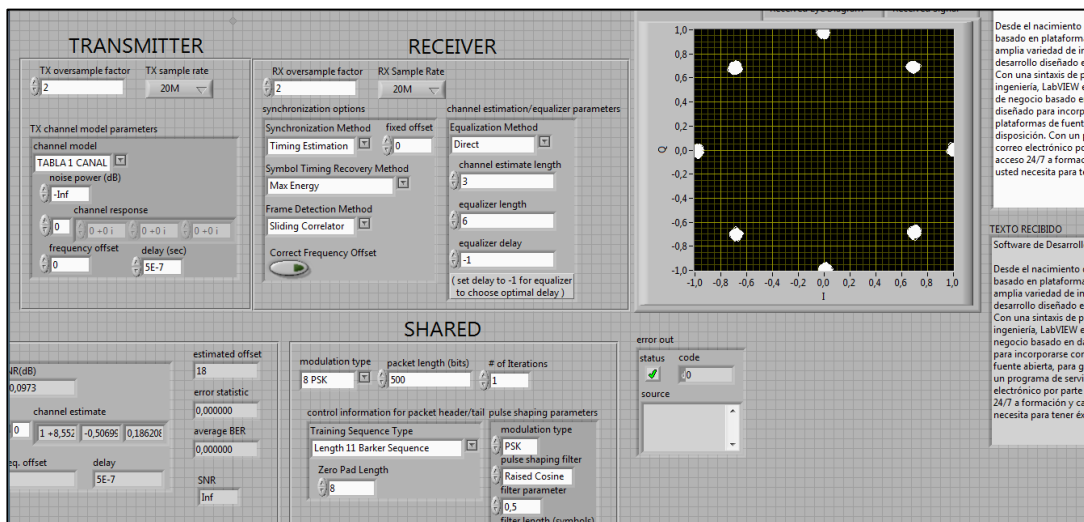 Received Eye Diagram Received Signal
TRANSMITTER
TX oversample factor TX sample rate
2 20M
TX channel model parameters
channel model
TABLA 1 CANAL
noise power (dB)
-Inf
channel response
0 0 +0 i 0 +0 i 0 +0 i
frequency offset delay (sec)
0 5E-7
RECEIVER
RX oversample factor RX Sample Rate
2 20M
synchronization options
Synchronization Method fixed offset
Timing Estimation 0
Symbol Timing Recovery Method
Max Energy
Frame Detection Method
Sliding Correlator
Correct Frequency Offset
channel estimation/equalizer parameters
Equalization Method
Direct
channel estimate length
3
equalizer length
6
equalizer delay
-1
( set delay to -1 for equalizer
to choose optimal delay )
1,0
0,8
0,6
0,4
0,2
Q 0,0
-0,2
-0,4
-0,6
-0,8
-1,0
-1,0 -0,8 -0,6 -0,4 -0,2 0,0 0,2 0,4 0,6 0,8 1,0
I
Desde el nacimiento
basado en plataform
amplia variedad de in
desarrollo diseñado e
Con una sintaxis de p
ingeniería, LabVIEW e
de negocio basado e
diseñado para incorp
plataformas de fuent
disposición. Con un p
correo electrónico po
acceso 24/7 a formac
usted necesita para te
TEXTO RECIBIDO
Software de Desarroll
Desde el nacimiento
basado en plataforma
amplia variedad de in
desarrollo diseñado e
Con una sintaxis de p
ingeniería, LabVIEW e
negocio basado en da
para incorporarse con
fuente abierta, para g
un programa de servi
electrónico por parte
24/7 a formación y ca
necesita para tener éx
NR(dB)
0,0973
channel estimate
0 1 +8,552 -0,50699 0,186208
eq. offset delay
5E-7
estimated offset
18
error statistic
0,000000
average BER
0,000000
SNR
Inf
SHARED
modulation type packet length (bits) # of Iterations
8 PSK 500 1
control information for packet header/tail
Training Sequence Type
Length 11 Barker Sequence
Zero Pad Length
8
pulse shaping parameters
modulation type
PSK
pulse shaping filter
Raised Cosine
filter parameter
0,5
filter length (symbols)
error out
status code
0
source